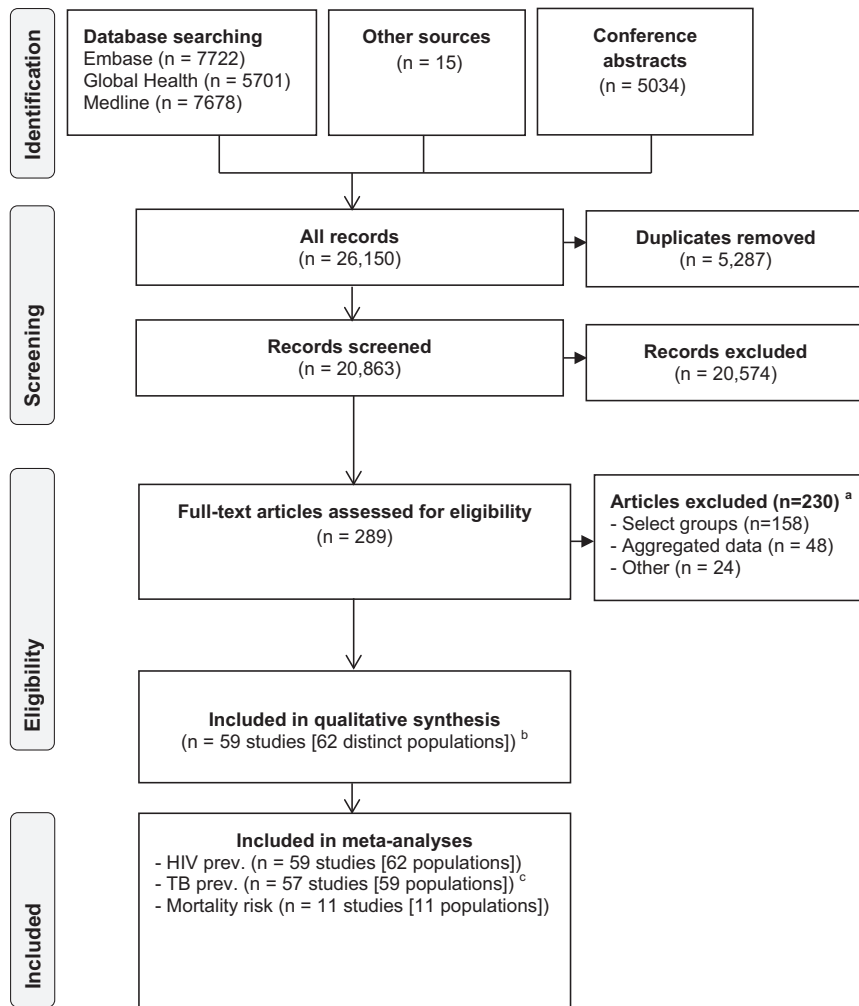 Identification
Database searching
Embase (n = 7722)
Global Health (n = 5701)
Medline (n = 7678)
Other sources
(n = 15)
Conference
abstracts
(n = 5034)
Screening
All records
(n = 26,150)
Duplicates removed
(n = 5,287)
Records screened
(n = 20,863)
Records excluded
(n = 20,574)
Eligibility
Full-text articles assessed for eligibility
(n = 289)
Articles excluded (n=230) a
- Select groups (n=158)
- Aggregated data (n = 48)
- Other (n = 24)
Included in qualitative synthesis
(n = 59 studies [62 distinct populations]) b
Included
Included in meta-analyses
- HIV prev. (n = 59 studies [62 populations])
- TB prev. (n = 57 studies [59 populations]) c
- Mortality risk (n = 11 studies [11 populations])